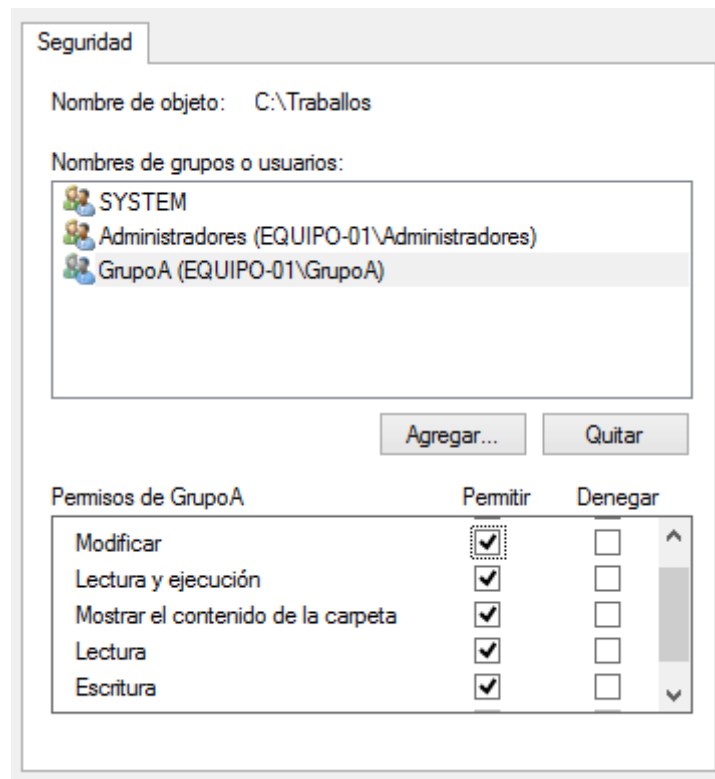 Seguridad
Nombre de objeto: C:\Traballos
Nombres de grupos o usuarios:
SYSTEM
Administradores (EQUIPO-01\Administradores)
GrupoA (EQUIPO-01\GrupoA)
Agregar... Quitar
Permisos de GrupoA Permitir Denegar
Modificar
Lectura y ejecución
Mostrar el contenido de la carpeta
Lectura
Escritura